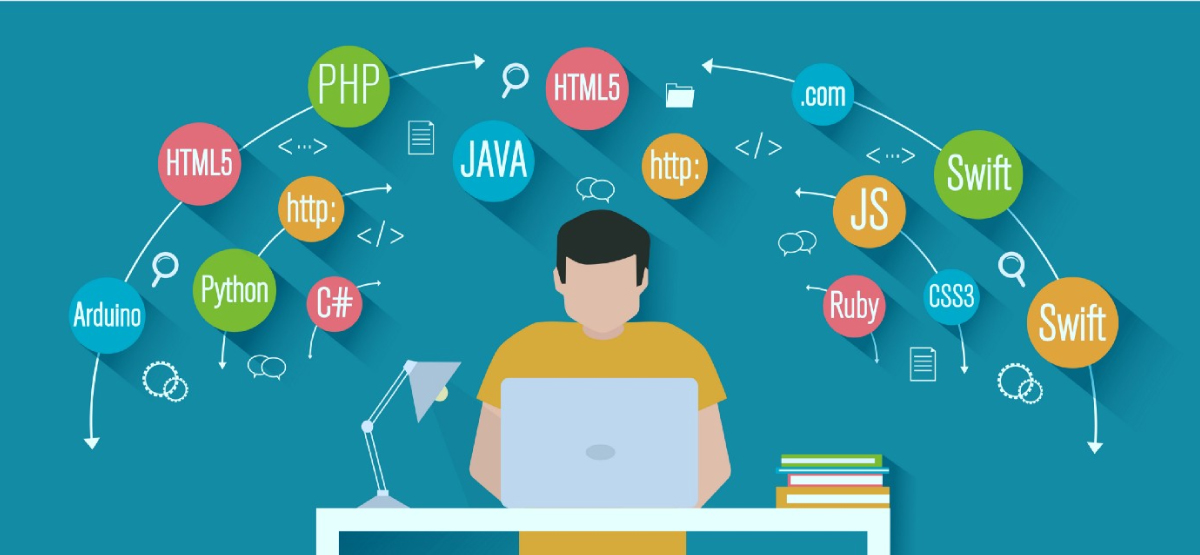 PHP
HTML5
.com
HTML5
JAVA
http:
Swift
http:
JS
Python
C#
Ruby
CSS3
Arduino
Swift
<...>
</>
<...>
</>